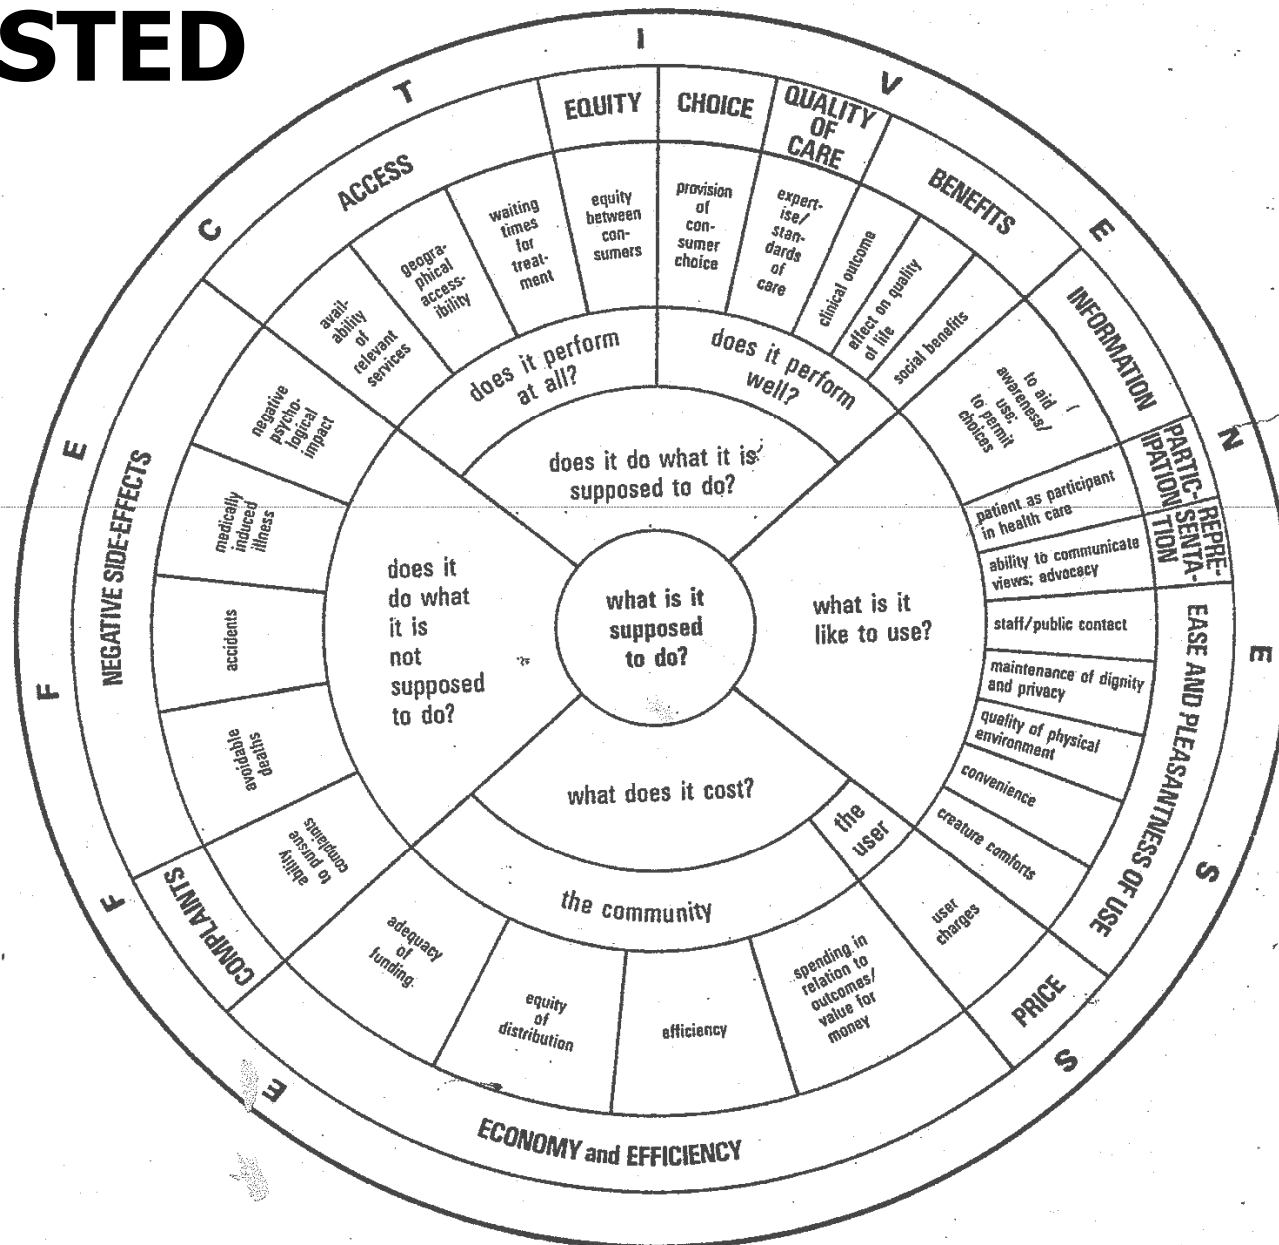 STED
E F F E C T I V E N E S S
ACCESS
EQUITY
CHOICE
QUALITY
OF
CARE
BENEFITS
INFORMATION
PARTIC-
IPATION
REPRE-
SENTA-
TION
EASE AND PLEASANTNESS OF USE
PRICE
ECONOMY and EFFICIENCY
COMPLAINTS
NEGATIVE SIDE-EFFECTS
avail-
ability
of
relevant
services
geogra-
phical
access-
ibility
waiting
times
for
treat-
ment
equity
between
con-
sumers
provision
of
con-
sumer
choice
expert-
ise/
stan-
dards
of
care
clinical outcome
effect on quality
of life
social benefits
to aid
awareness/
use;
to permit
choices
patient as participant
in health care
ability to communicate
views; advocacy
staff/public contact
maintenance of dignity
and privacy
quality of physical
environment
convenience
creature comforts
user
charges
spending in
relation to
outcomes/
value for
money
efficiency
equity
of
distribution
adequacy
of
funding
ability
to pursue
complaints
avoidable
deaths
accidents
medically
induced
illness
negative
psycho-
logical
impact
does it perform
at all?
does it perform
well?
does it do what it is
supposed to do?
does it
do what
it is
not
supposed
to do?
what is it
supposed
to do?
what is it
like to use?
what does it cost?
the
user
the community